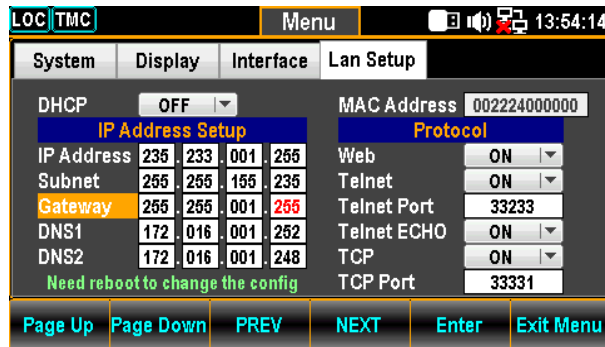 LOC TMC Menu 13:54:14
System Display Interface Lan Setup
DHCP OFF MAC Address 002224000000
IP Address Setup Protocol
IP Address 235 . 233 . 001 . 255 Web ON
Subnet 255 . 255 . 155 . 235 Telnet ON
Gateway 255 . 255 . 001 . 255 Telnet Port 33233
DNS1 172 . 016 . 001 . 252 Telnet ECHO ON
DNS2 172 . 016 . 001 . 248 TCP ON
Need reboot to change the config TCP Port 33331
Page Up Page Down PREV NEXT Enter Exit Menu